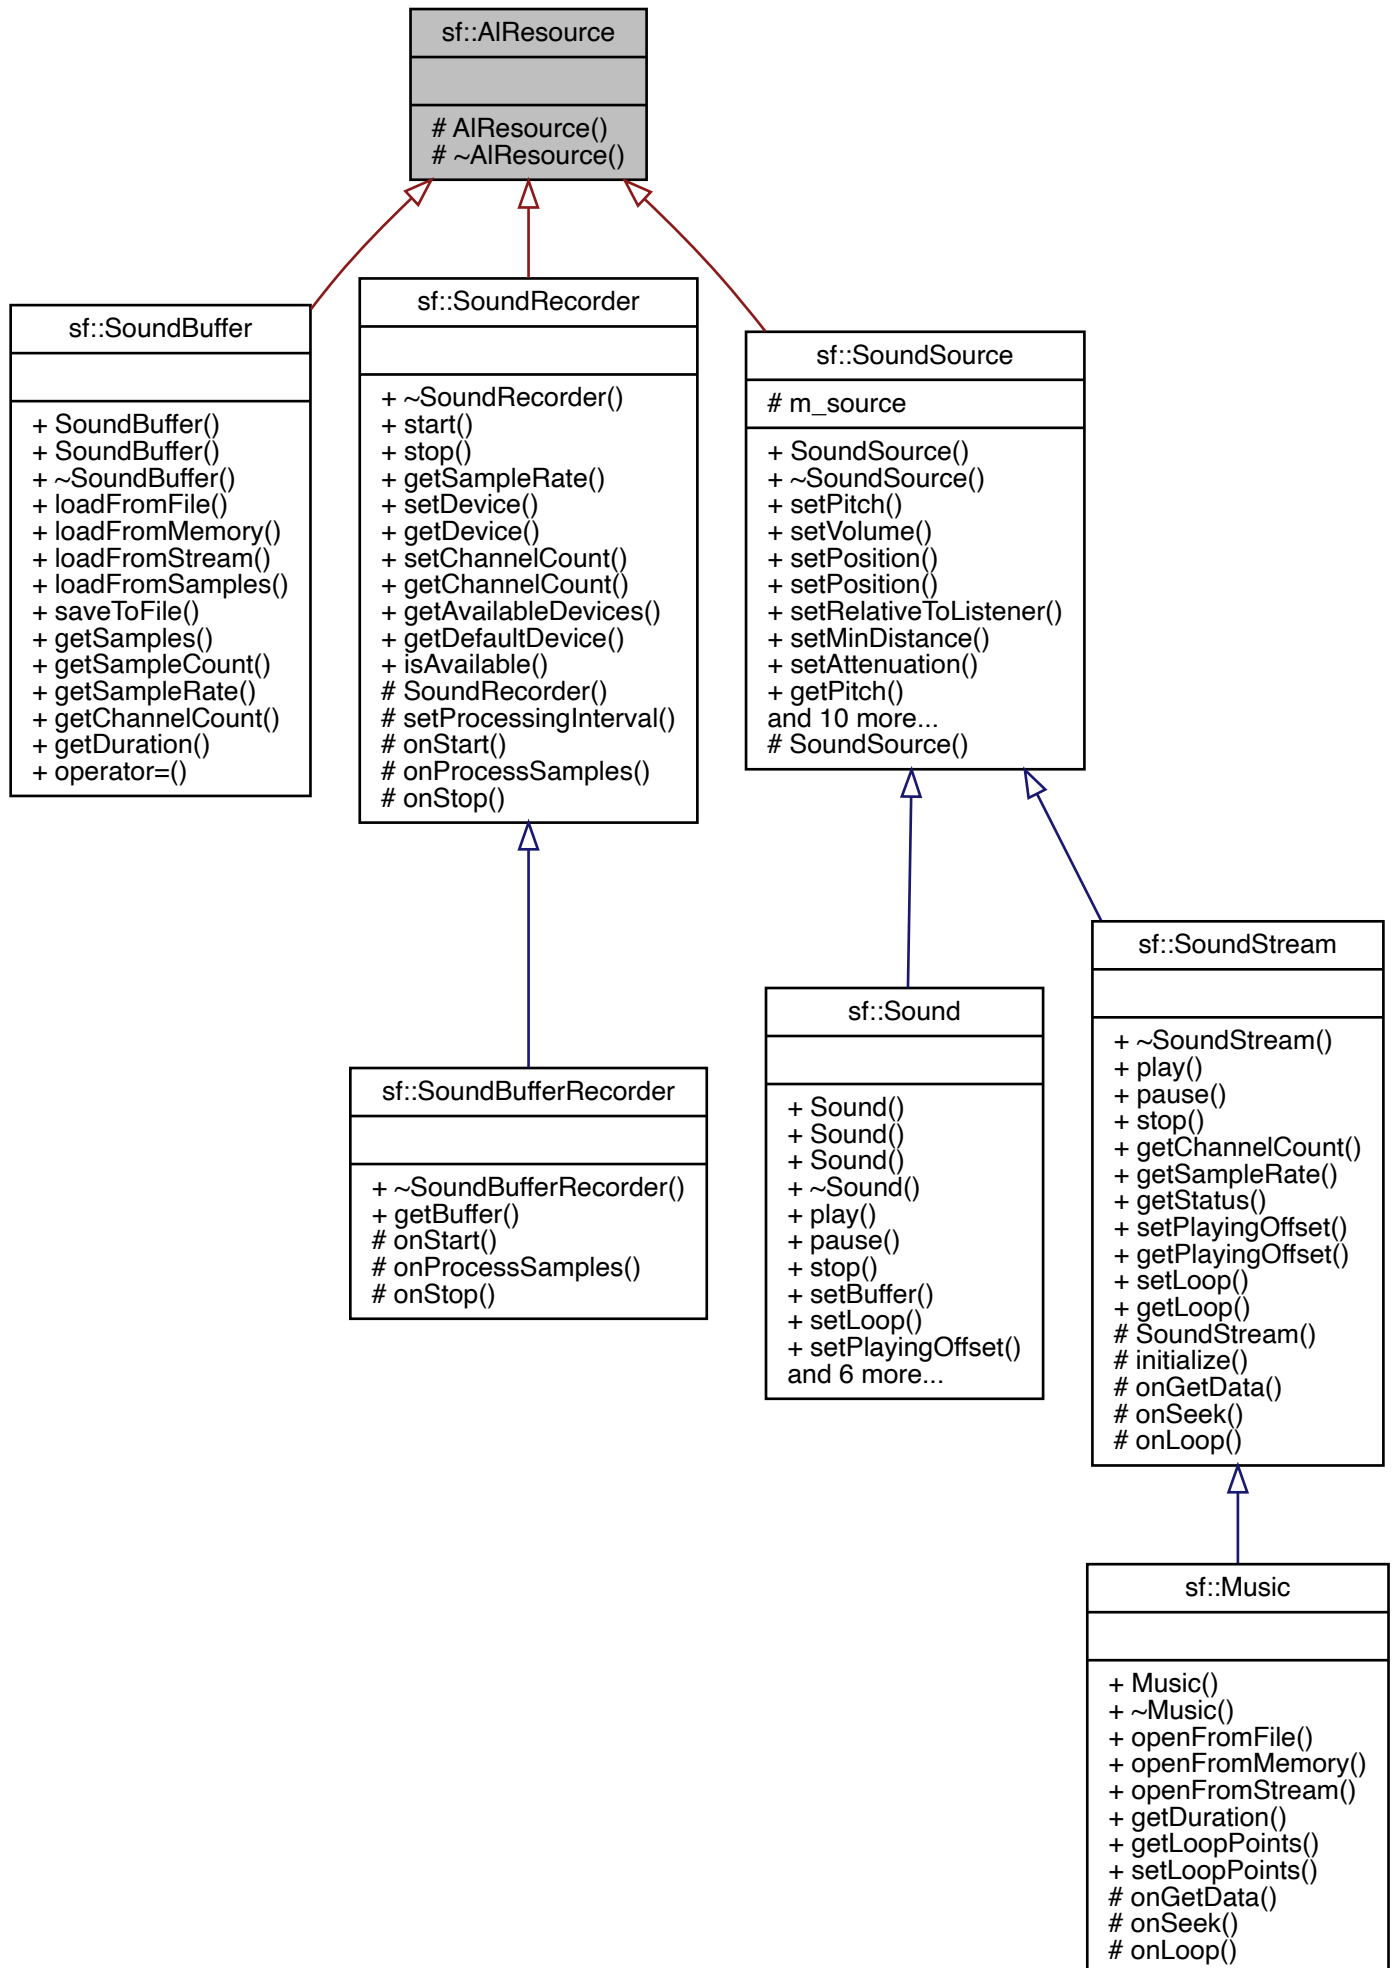 sf::AlResource
# AlResource()
# ~AlResource()
sf::SoundBuffer
+ SoundBuffer()
+ SoundBuffer()
+ ~SoundBuffer()
+ loadFromFile()
+ loadFromMemory()
+ loadFromStream()
+ loadFromSamples()
+ saveToFile()
+ getSamples()
+ getSampleCount()
+ getSampleRate()
+ getChannelCount()
+ getDuration()
+ operator=()
sf::SoundRecorder
+ ~SoundRecorder()
+ start()
+ stop()
+ getSampleRate()
+ setDevice()
+ getDevice()
+ setChannelCount()
+ getChannelCount()
+ getAvailableDevices()
+ getDefaultDevice()
+ isAvailable()
# SoundRecorder()
# setProcessingInterval()
# onStart()
# onProcessSamples()
# onStop()
sf::SoundSource
# m_source
+ SoundSource()
+ ~SoundSource()
+ setPitch()
+ setVolume()
+ setPosition()
+ setPosition()
+ setRelativeToListener()
+ setMinDistance()
+ setAttenuation()
+ getPitch()
and 10 more...
# SoundSource()
sf::SoundBufferRecorder
+ ~SoundBufferRecorder()
+ getBuffer()
# onStart()
# onProcessSamples()
# onStop()
sf::Sound
+ Sound()
+ Sound()
+ Sound()
+ ~Sound()
+ play()
+ pause()
+ stop()
+ setBuffer()
+ setLoop()
+ setPlayingOffset()
and 6 more...
sf::SoundStream
+ ~SoundStream()
+ play()
+ pause()
+ stop()
+ getChannelCount()
+ getSampleRate()
+ getStatus()
+ setPlayingOffset()
+ getPlayingOffset()
+ setLoop()
+ getLoop()
# SoundStream()
# initialize()
# onGetData()
# onSeek()
# onLoop()
sf::Music
+ Music()
+ ~Music()
+ openFromFile()
+ openFromMemory()
+ openFromStream()
+ getDuration()
+ getLoopPoints()
+ setLoopPoints()
# onGetData()
# onSeek()
# onLoop()